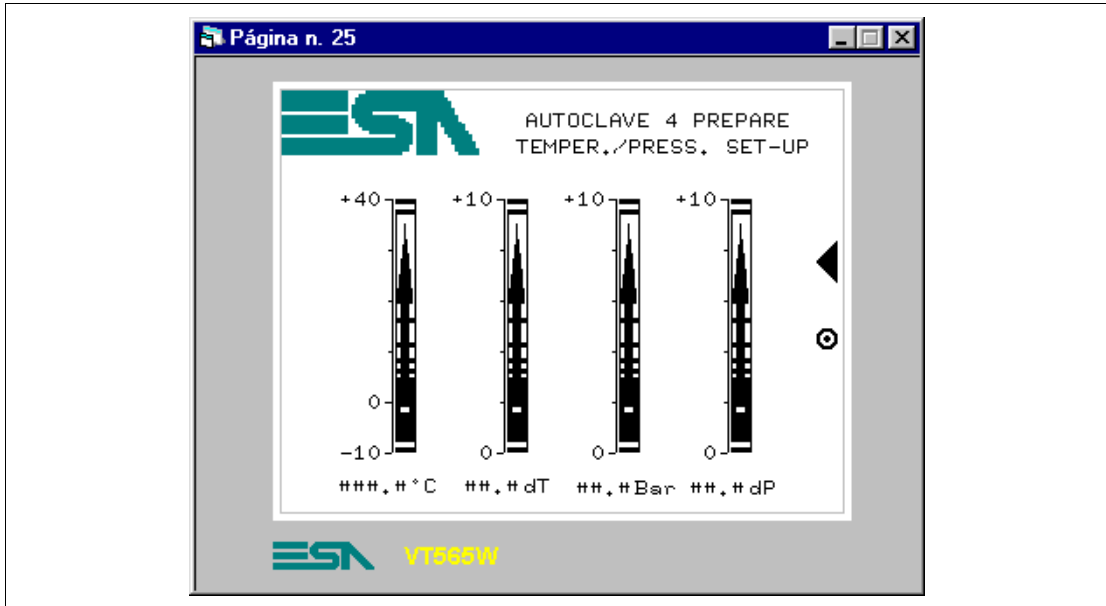 Página n. 25
ESA
AUTOCLAVE 4 PREPARE
TEMPER./PRESS. SET-UP
+40 +10 +10 +10
0
-10 0 0 0
###.#°C ##.#dT ##.#Bar ##.#dP
ESA VT565W